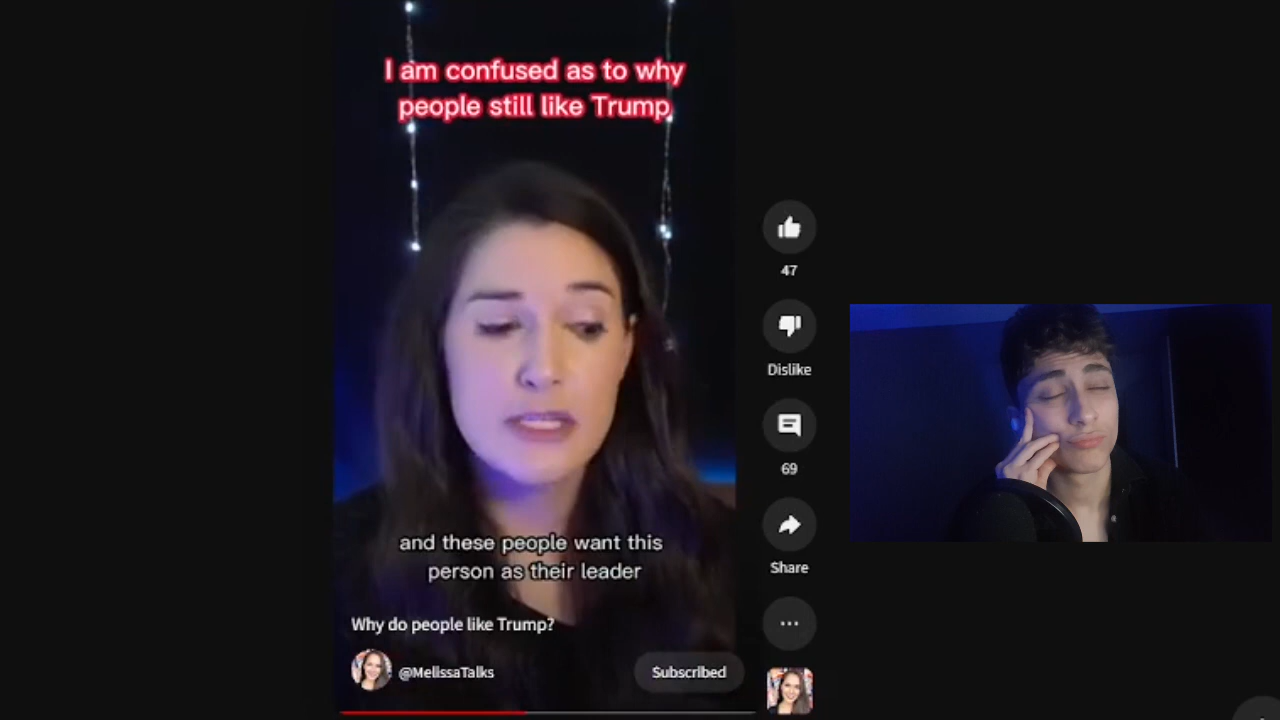 I am confused as to why
people still like Trump
47
Dislike
69
and these people want this
person as their leader
Share
Why do people like Trump?
@MelissaTalks
Subscribed